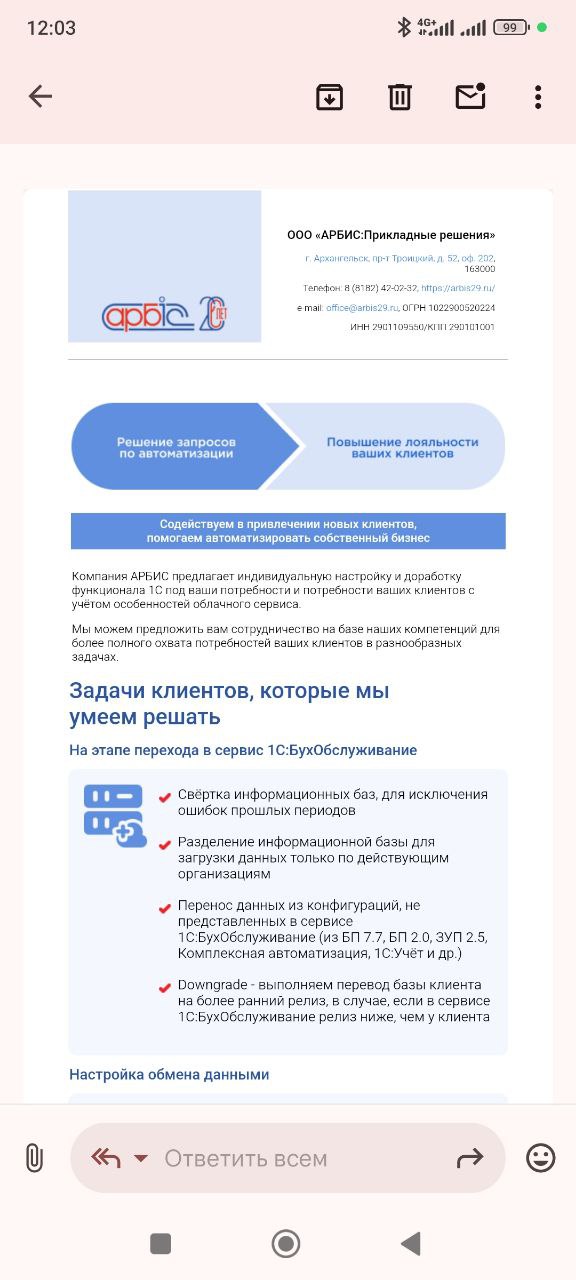 12:03
4G+
99
ООО «АРБИС:Прикладные решения»
г. Архангельск, пр-т Троицкий, д. 52, оф. 202,
163000
Телефон: 8 (8182) 42-02-32, https://arbis29.ru/
e mail: office@arbis29.ru, ОГРН 1022900520224
ИНН 2901109550/КПП 290101001
арбіс 20 ЛЕТ
Решение запросов
по автоматизации
Повышение лояльности
ваших клиентов
Содействуем в привлечении новых клиентов,
помогаем автоматизировать собственный бизнес
Компания АРБИС предлагает индивидуальную настройку и доработку
функционала 1С под ваши потребности и потребности ваших клиентов с
учётом особенностей облачного сервиса.
Мы можем предложить вам сотрудничество на базе наших компетенций для
более полного охвата потребностей ваших клиентов в разнообразных
задачах.
Задачи клиентов, которые мы
умеем решать
На этапе перехода в сервис 1С:БухОбслуживание
Свёртка информационных баз, для исключения
ошибок прошлых периодов
Разделение информационной базы для
загрузки данных только по действующим
организациям
Перенос данных из конфигураций, не
представленных в сервисе
1С:БухОбслуживание (из БП 7.7, БП 2.0, ЗУП 2.5,
Комплексная автоматизация, 1С:Учёт и др.)
Downgrade - выполняем перевод базы клиента
на более ранний релиз, в случае, если в сервисе
1С:БухОбслуживание релиз ниже, чем у клиента
Настройка обмена данными
Ответить всем